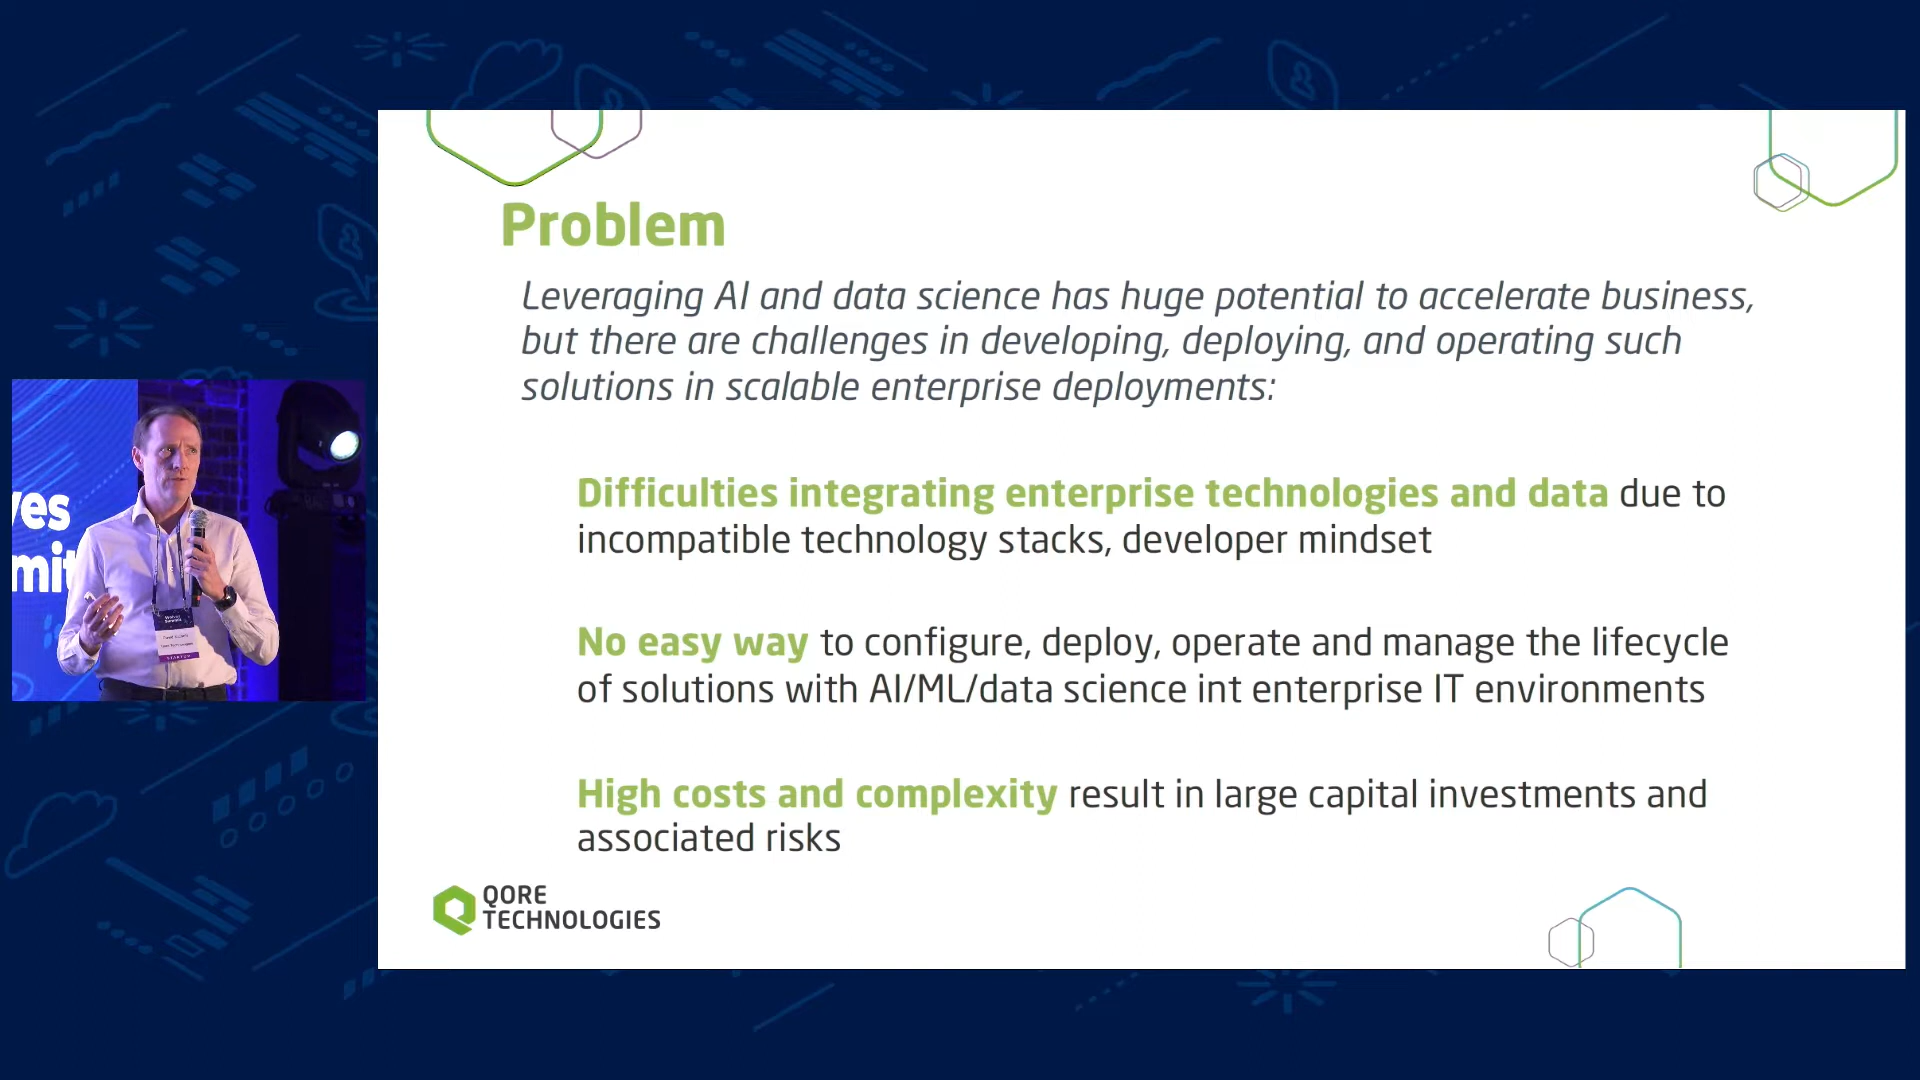 Problem
Leveraging AI and data science has huge potential to accelerate business,
but there are challenges in developing, deploying, and operating such
solutions in scalable enterprise deployments:
Difficulties integrating enterprise technologies and data due to
incompatible technology stacks, developer mindset
No easy way to configure, deploy, operate and manage the lifecycle
of solutions with AI/ML/data science int enterprise IT environments
High costs and complexity result in large capital investments and
associated risks
QORE
TECHNOLOGIES
ves
mit
STARTUP